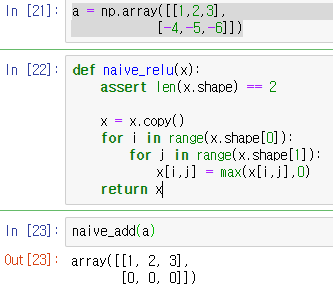 In [21]: a = np.array([[1,2,3],
[-4,-5,-6]])
In [22]: def naive_relu(x):
assert len(x.shape) == 2
x = x.copy()
for i in range(x.shape[0]):
for j in range(x.shape[1]):
x[i,j] = max(x[i,j],0)
return x
In [23]: naive_add(a)
Out[23]: array([[1, 2, 3],
[0, 0, 0]])